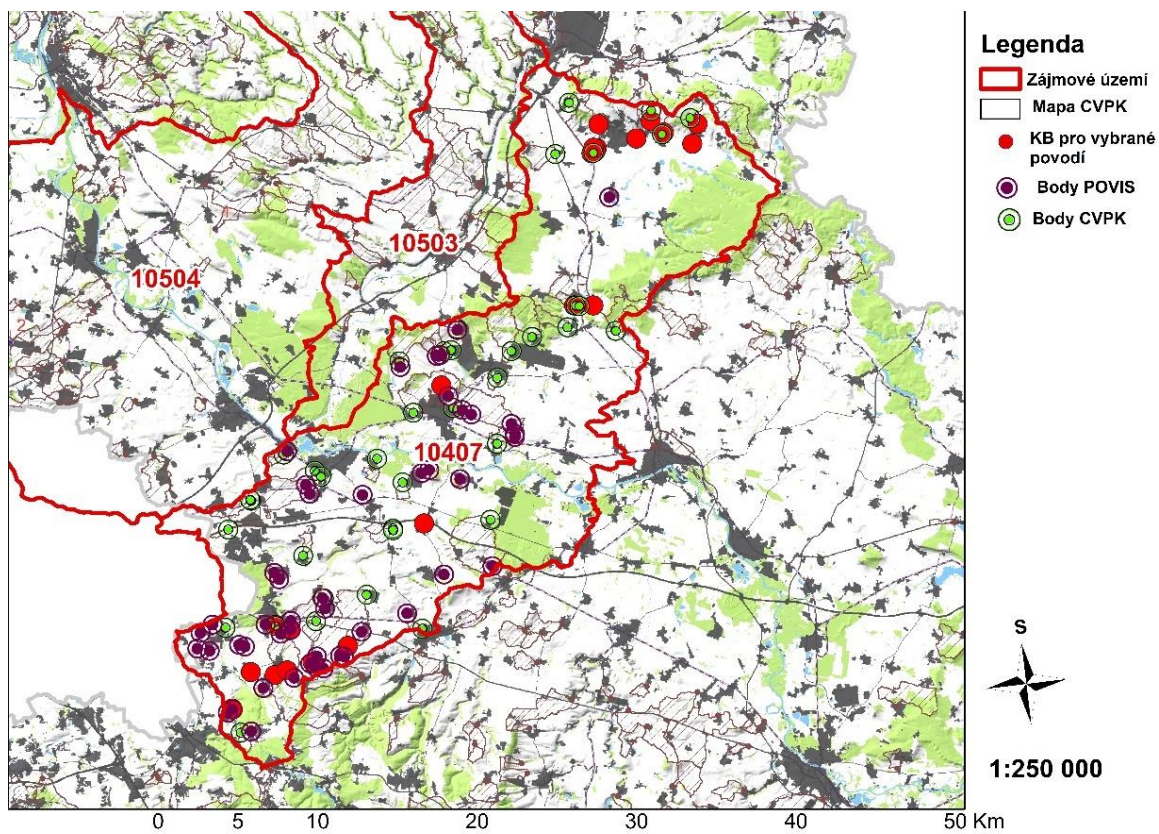 Legenda
Zájmové území
Mapa CVPK
KB pro vybrané
povodí
Body POVIS
Body CVPK
10503
10504
10407
S
1:250 000
0 5 10 20 30 40 50 Km